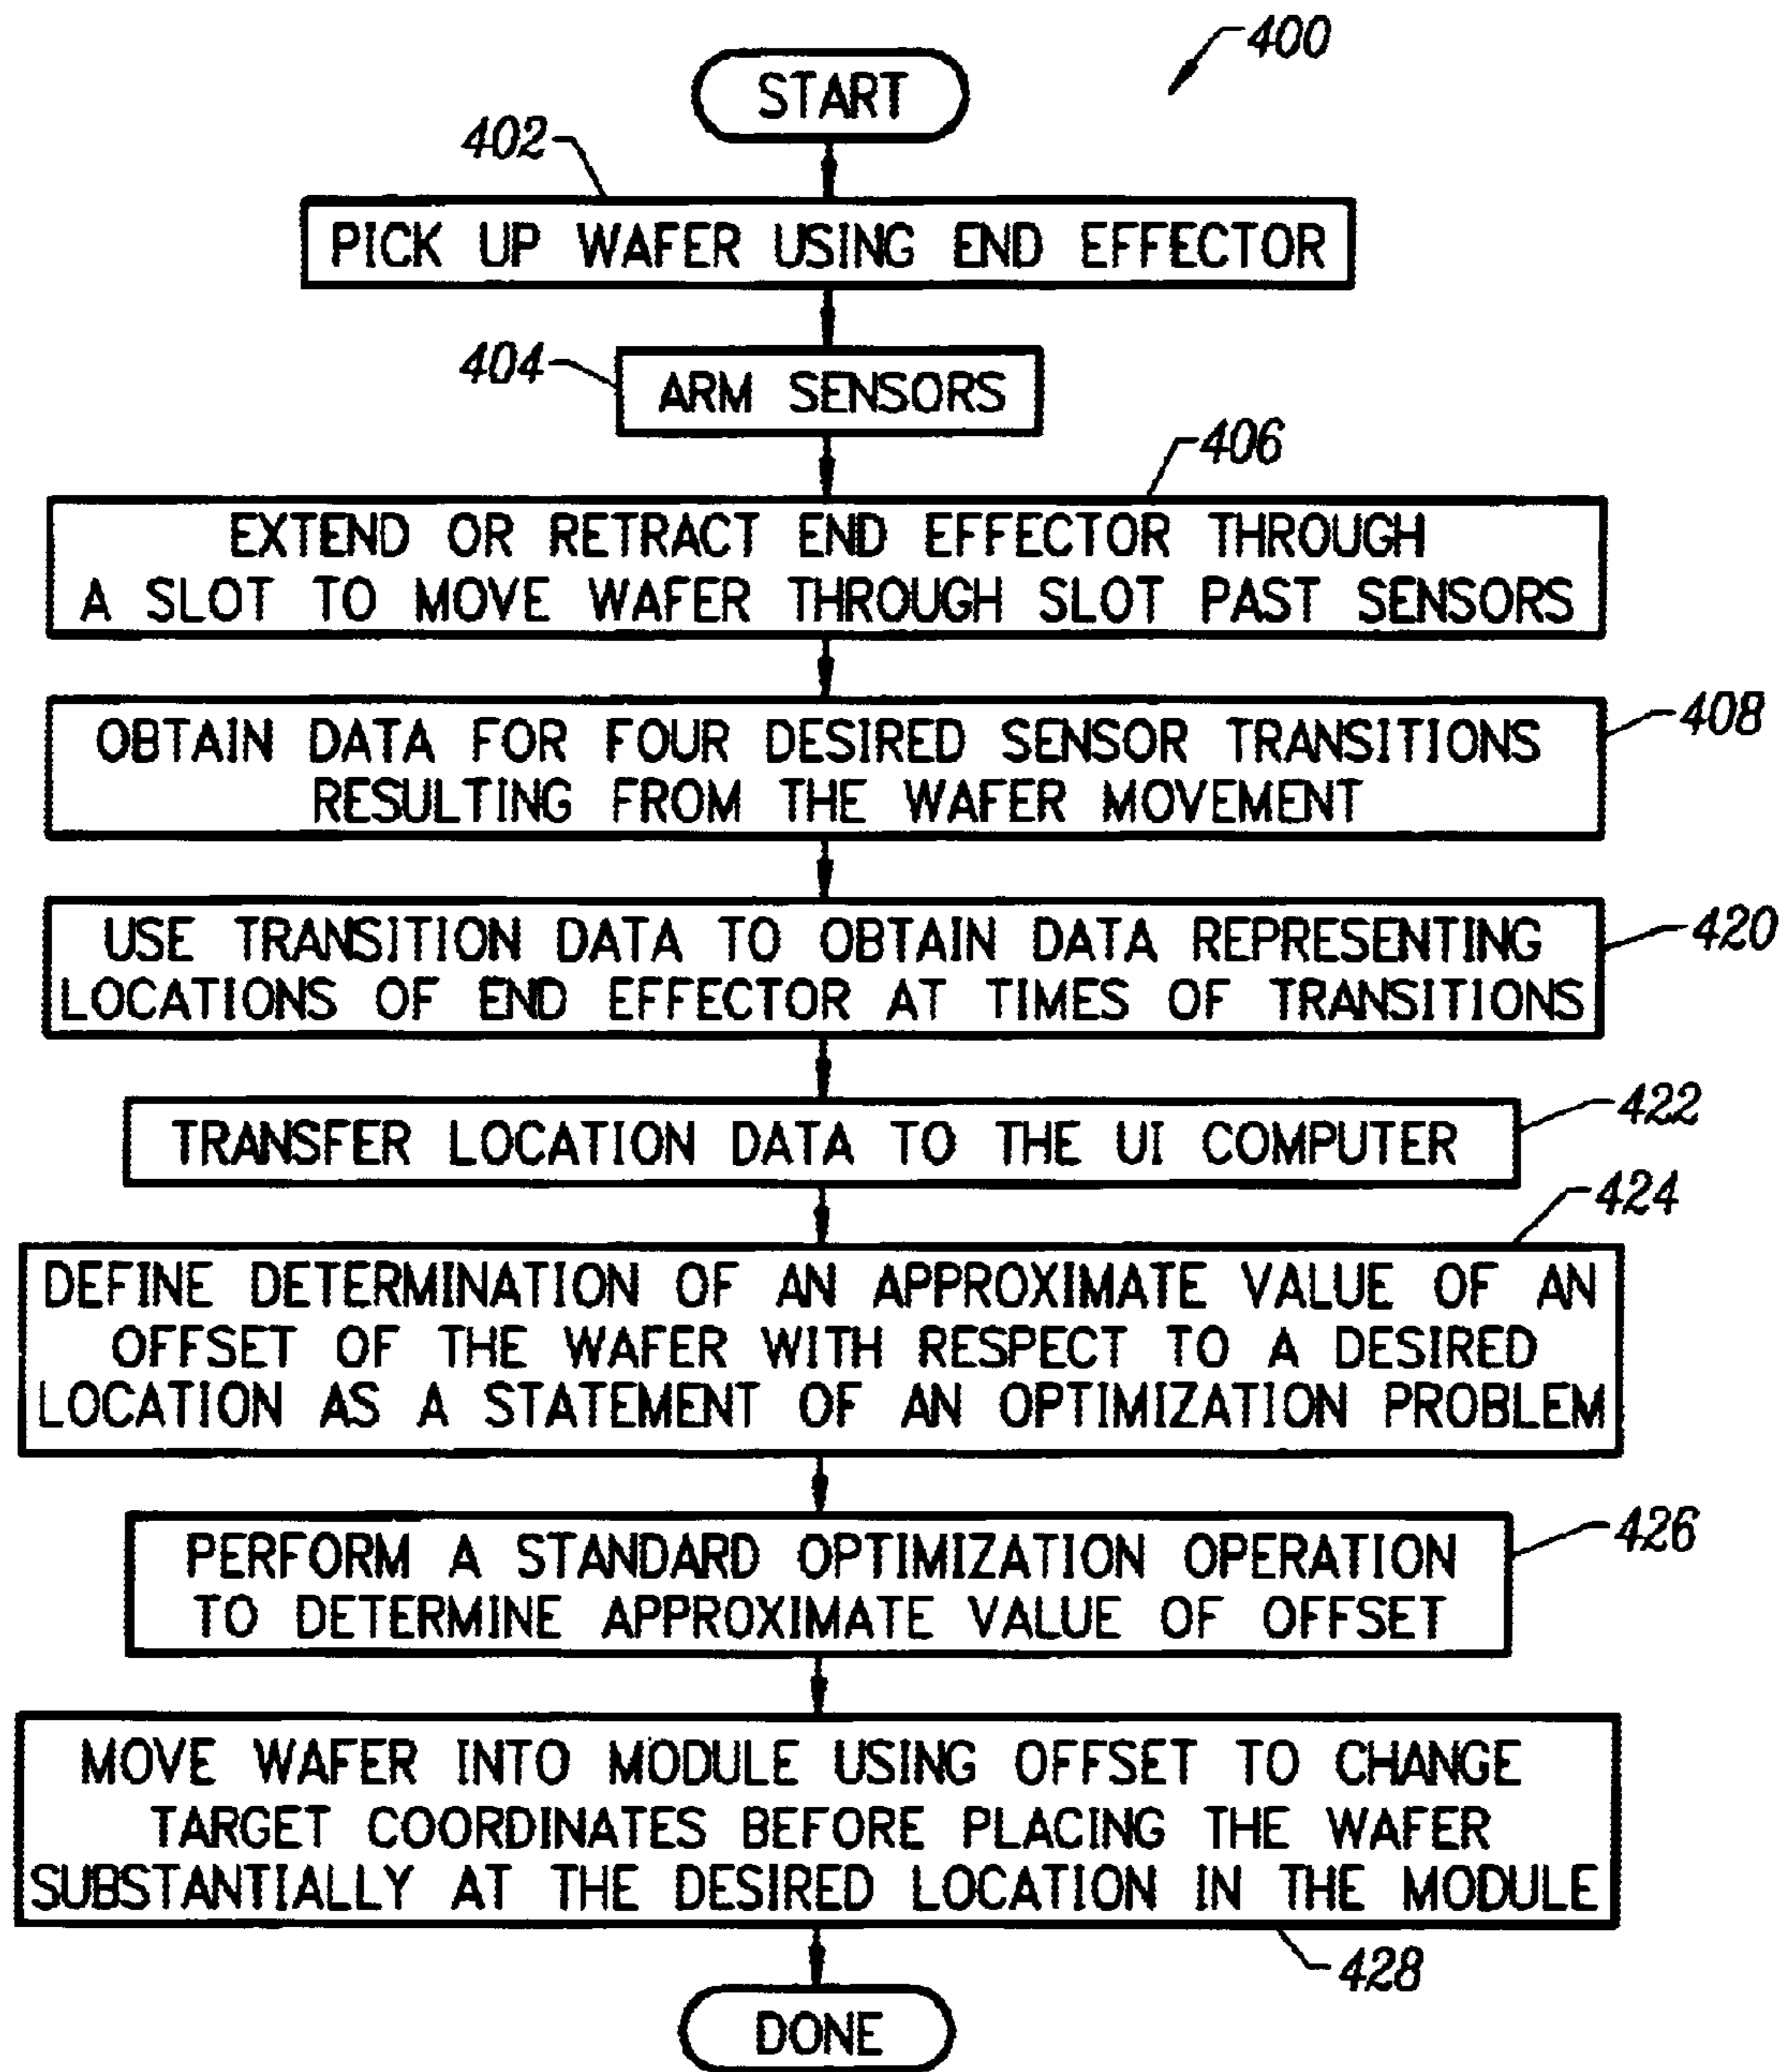 400
START
402
PICK UP WAFER USING END EFFECTOR
404
ARM SENSORS
406
EXTEND OR RETRACT END EFFECTOR THROUGH
A SLOT TO MOVE WAFER THROUGH SLOT PAST SENSORS
408
OBTAIN DATA FOR FOUR DESIRED SENSOR TRANSITIONS
RESULTING FROM THE WAFER MOVEMENT
420
USE TRANSITION DATA TO OBTAIN DATA REPRESENTING
LOCATIONS OF END EFFECTOR AT TIMES OF TRANSITIONS
422
TRANSFER LOCATION DATA TO THE UI COMPUTER
424
DEFINE DETERMINATION OF AN APPROXIMATE VALUE OF AN
OFFSET OF THE WAFER WITH RESPECT TO A DESIRED
LOCATION AS A STATEMENT OF AN OPTIMIZATION PROBLEM
426
PERFORM A STANDARD OPTIMIZATION OPERATION
TO DETERMINE APPROXIMATE VALUE OF OFFSET
MOVE WAFER INTO MODULE USING OFFSET TO CHANGE
TARGET COORDINATES BEFORE PLACING THE WAFER
SUBSTANTIALLY AT THE DESIRED LOCATION IN THE MODULE
428
DONE